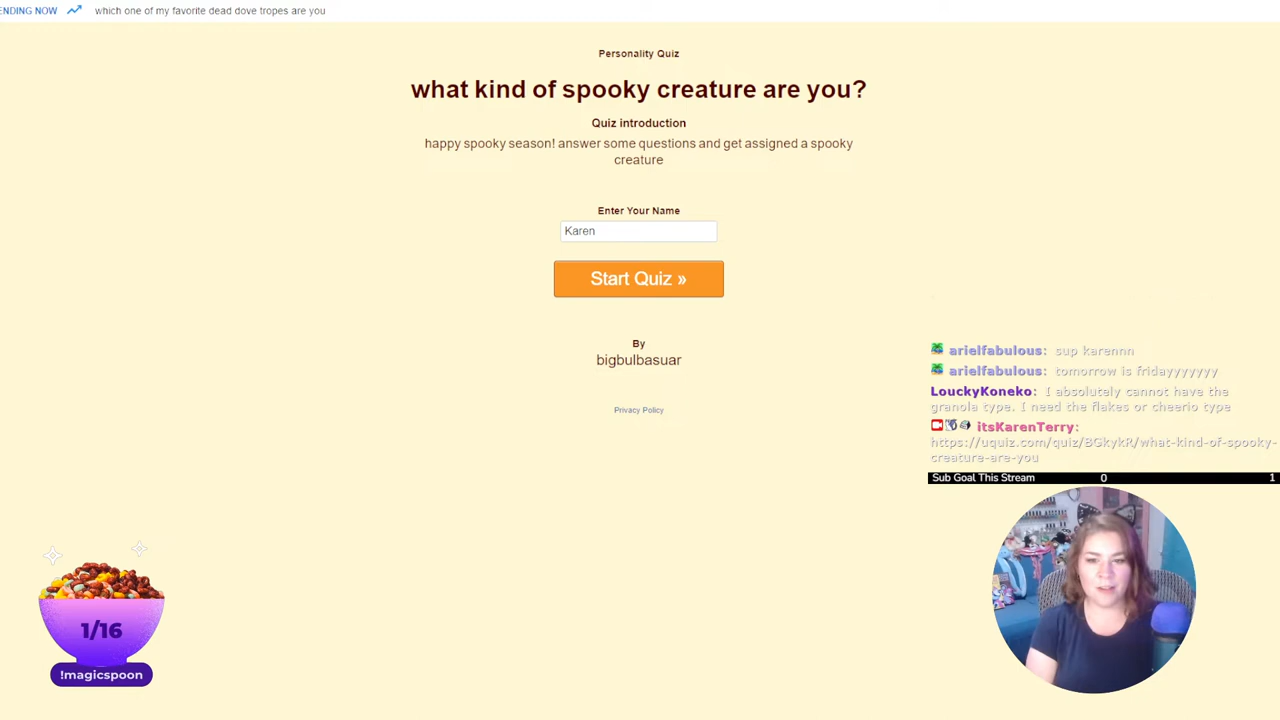 ENDING NOW which one of my favorite dead dove tropes are you
Personality Quiz
what kind of spooky creature are you?
Quiz introduction
happy spooky season! answer some questions and get assigned a spooky
creature
Enter Your Name
Karen
Start Quiz »
By
bigbulbasuar
Privacy Policy
arielfabulous: sup karennn
arielfabulous: tomorrow is fridayyyyyyy
LouckyKoneko: I absolutely cannot have the
granola type. I need the flakes or cheerio type
itsKarenTerry:
https://uquiz.com/quiz/BGkykR/what-kind-of-spooky-
creature-are-you
Sub Goal This Stream 0 1
1/16
!magicspoon